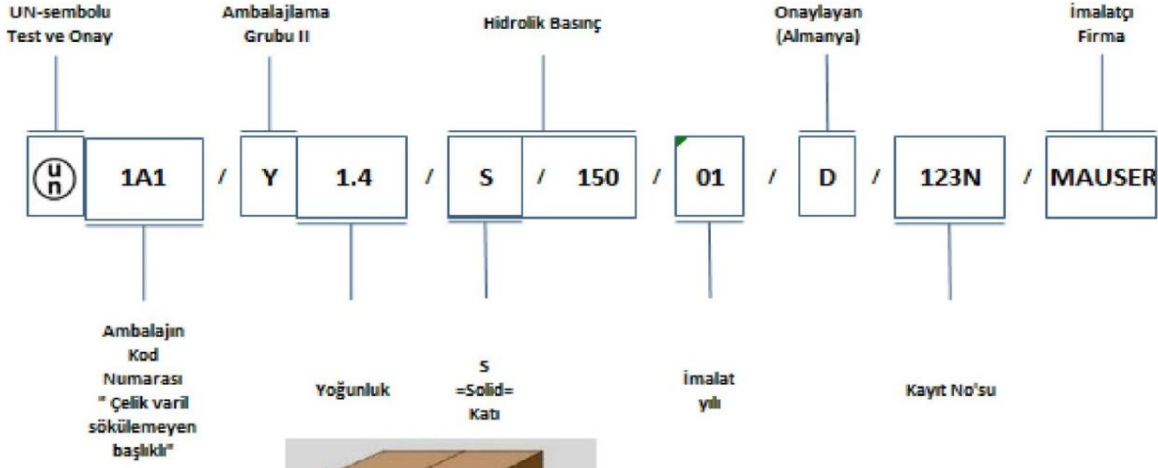 UN-sembolu
Test ve Onay
Ambalajlama
Grubu II
Hidrolik Basınç
Onaylayan
(Almanya)
İmalatçı
Firma
un 1A1 / Y 1.4 / S / 150 / 01 / D / 123N / MAUSER
Ambalajın
Kod
Numarası
" Çelik varil
sökülemeyen
başlıklı"
Yoğunluk
S
=Solid=
Katı
İmalat
yılı
Kayıt No'su